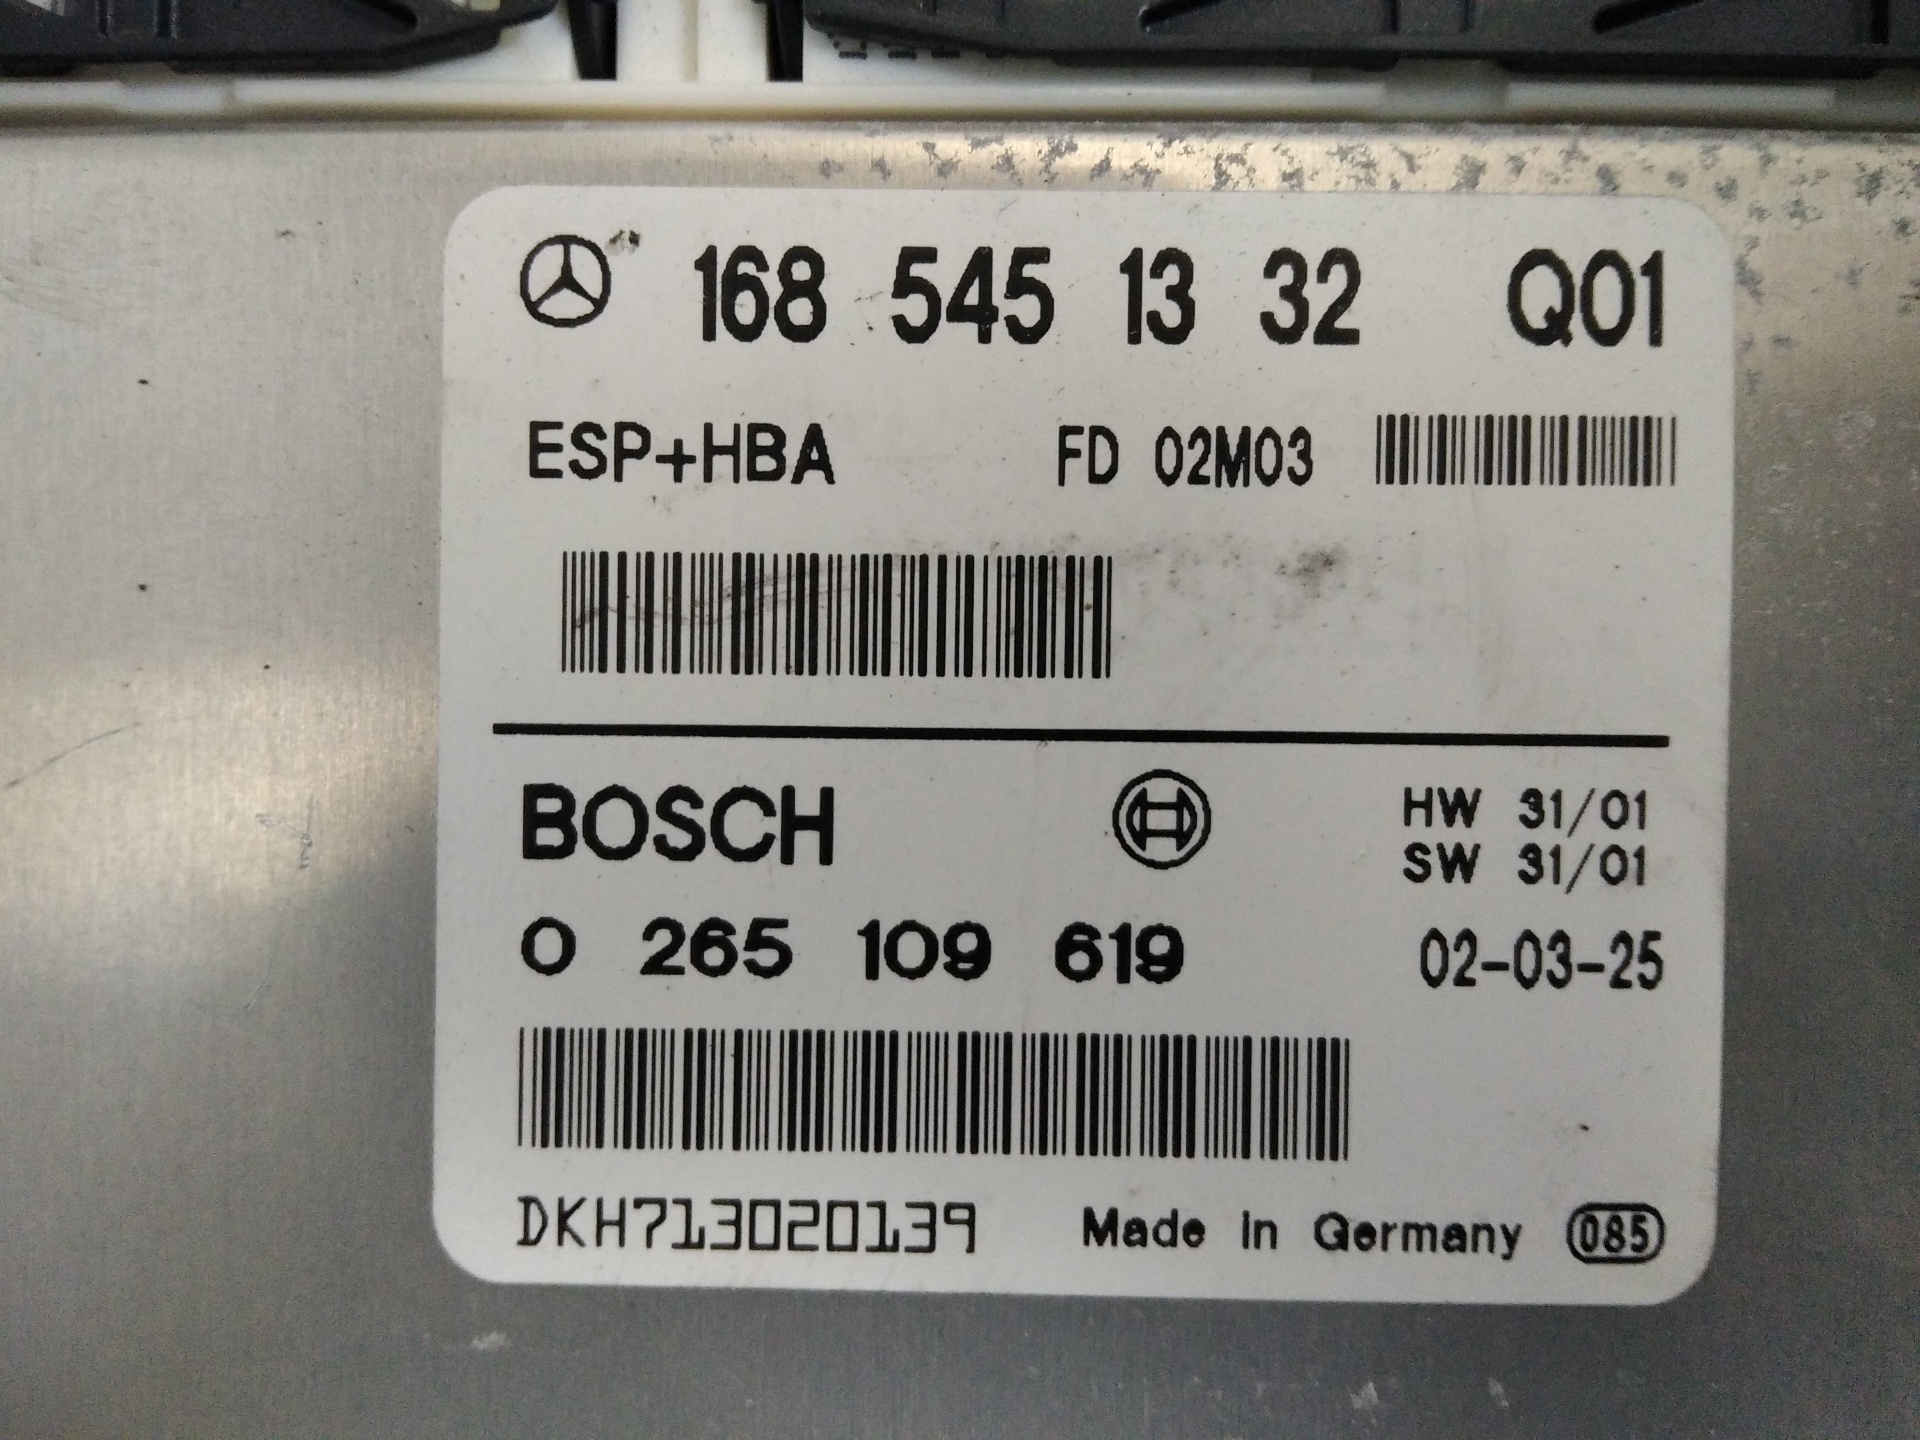 168 545 13 32 Q01
ESP+HBA FD 02M03
BOSCH HW 31/01
SW 31/01
0 265 109 619 02-03-25
DKH713020139 Made in Germany 085